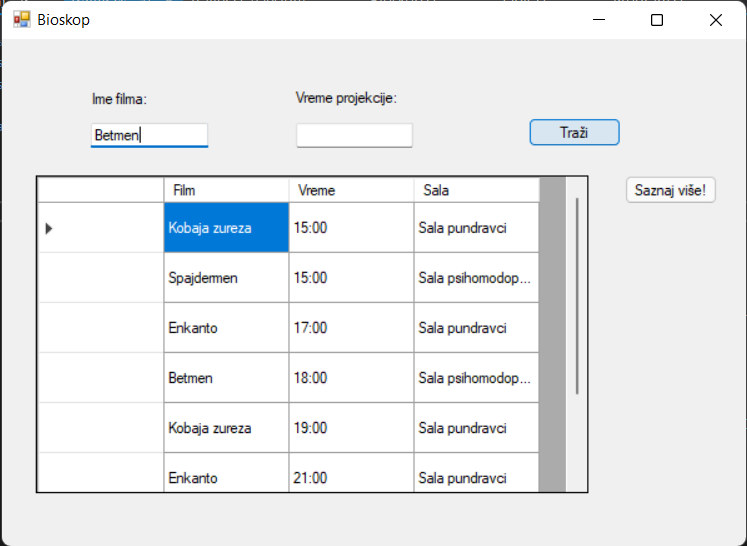 Bioskop
Ime filma:
Vreme projekcije:
Betmen
Traži
Film Vreme Sala
Saznaj više!
Kobaja zureza 15:00 Sala pundravci
Spajdermen 15:00 Sala psihomodop...
Enkanto 17:00 Sala pundravci
Betmen 18:00 Sala psihomodop...
Kobaja zureza 19:00 Sala pundravci
Enkanto 21:00 Sala pundravci